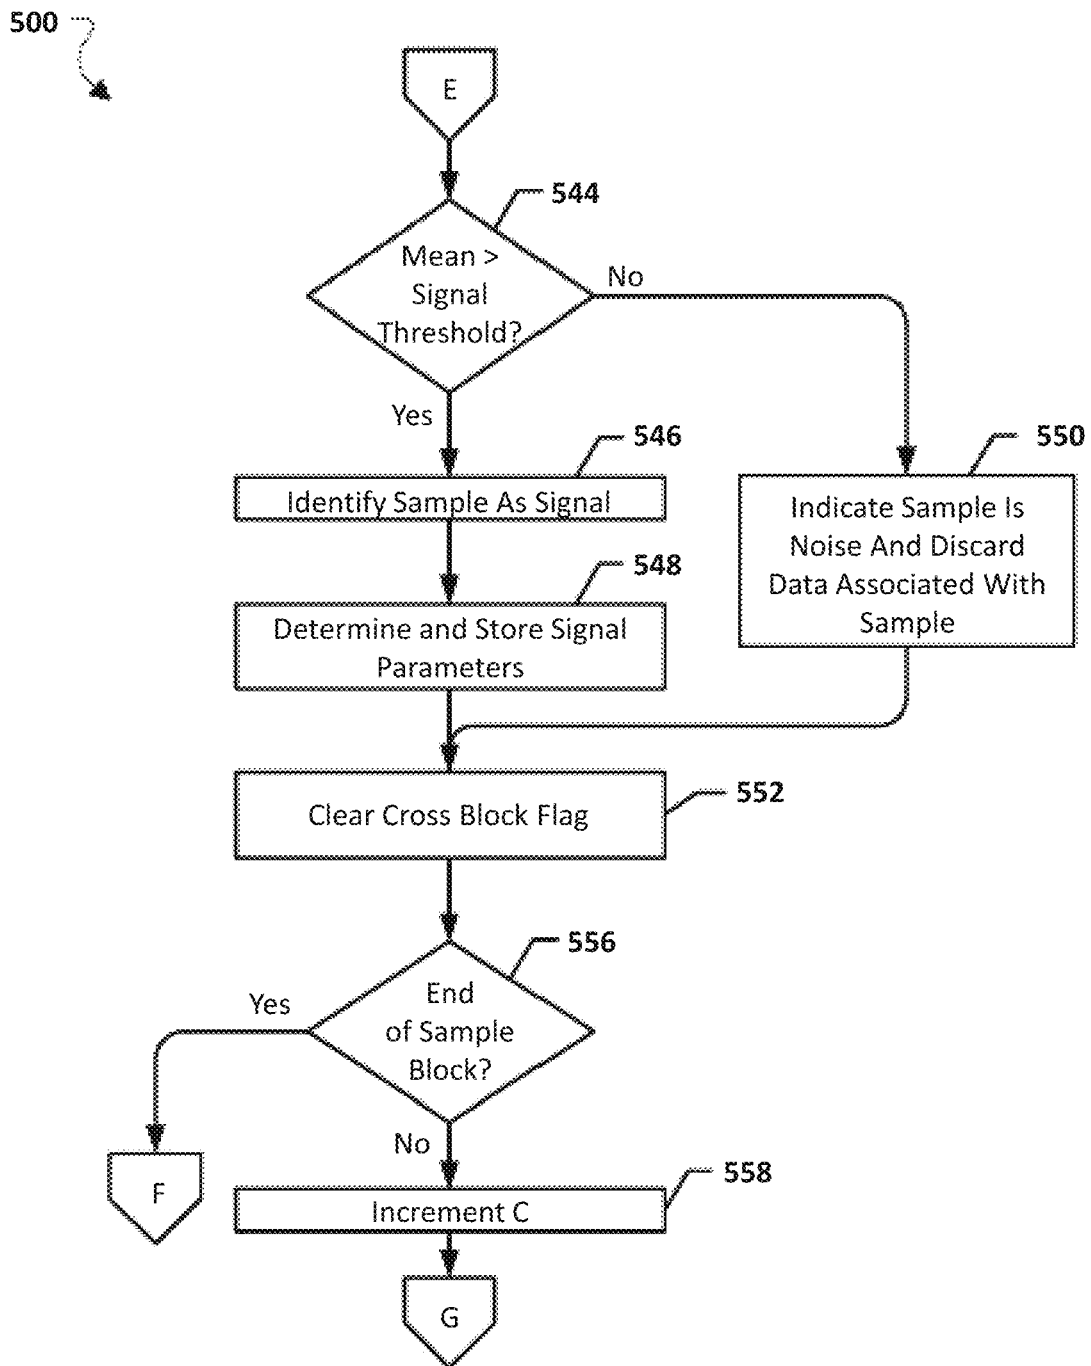 500
E
544
Mean >
Signal
Threshold?
No
Yes
546
Identify Sample As Signal
550
Indicate Sample Is
Noise And Discard
Data Associated With
Sample
548
Determine and Store Signal
Parameters
Clear Cross Block Flag
552
556
End
of Sample
Block?
Yes
No
F
558
Increment C
G